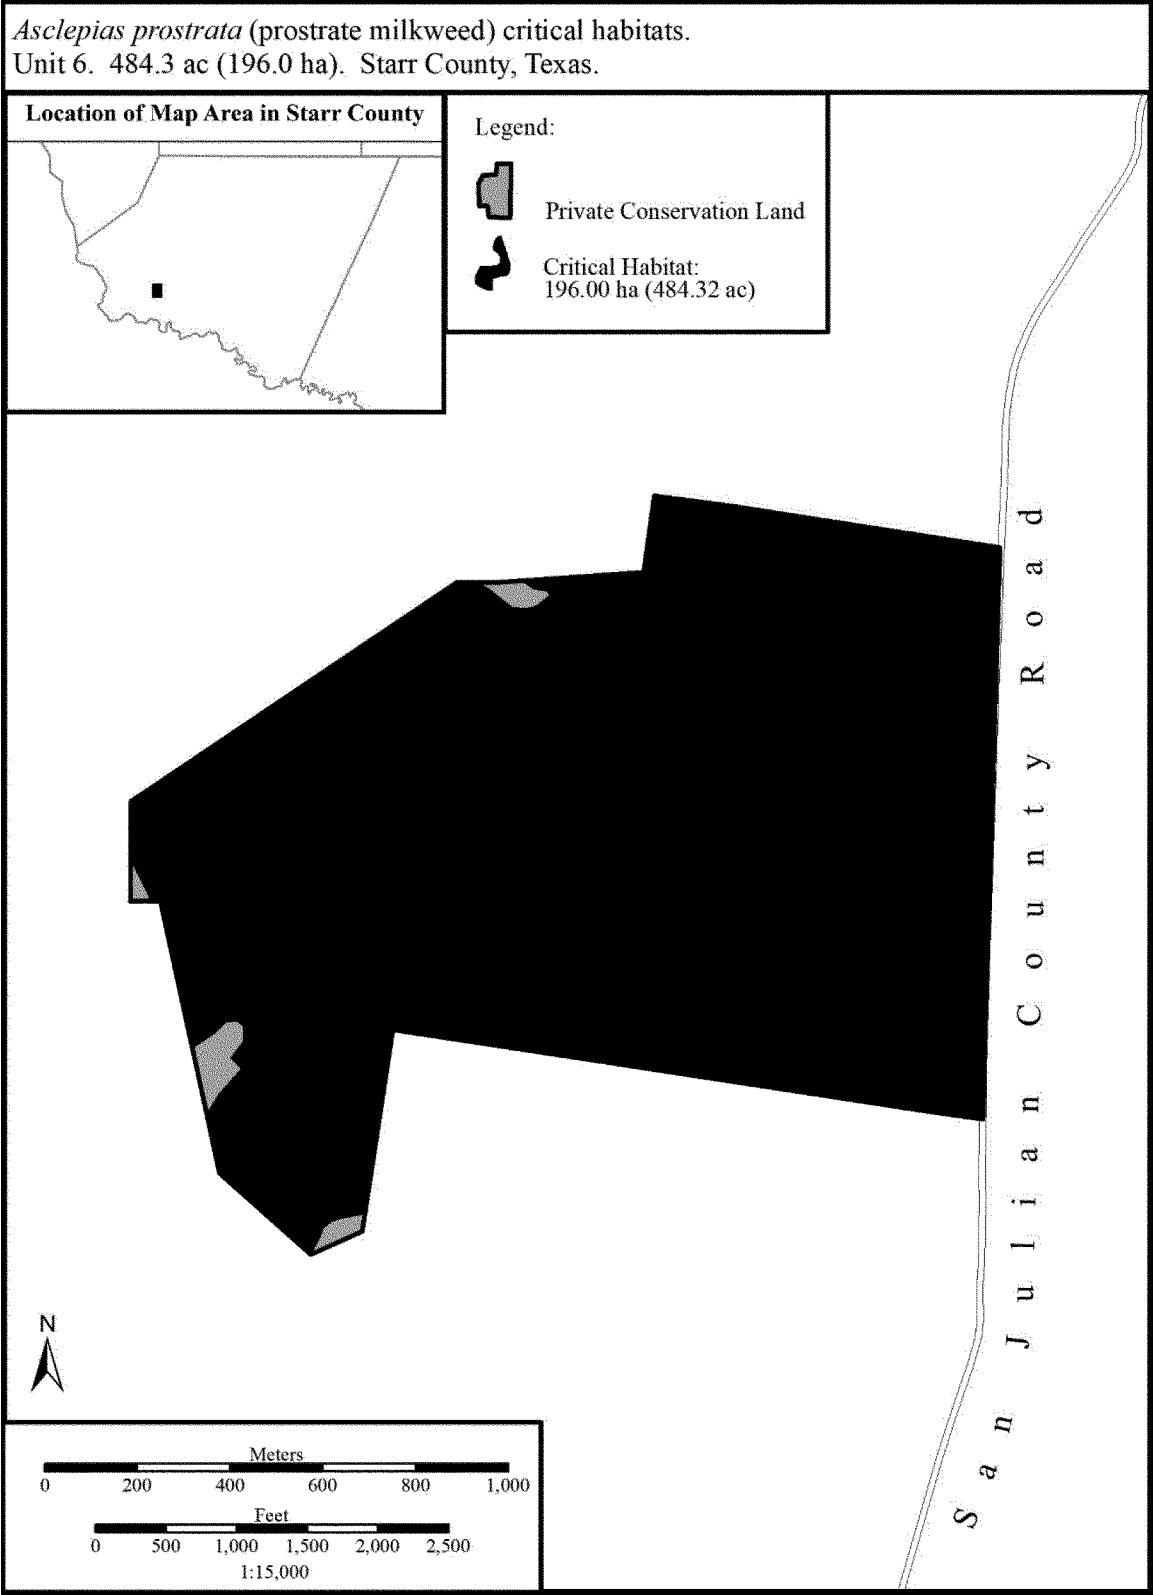 Asclepias prostrata (prostrate milkweed) critical habitats.
Unit 6.  484.3 ac (196.0 ha).  Starr County, Texas.
Location of Map Area in Starr County
Legend:
Private Conservation Land
Critical Habitat:
196.00 ha (484.32 ac)
San Julian County Road
N
Meters
0 200 400 600 800 1,000
Feet
0 500 1,000 1,500 2,000 2,500
1:15,000